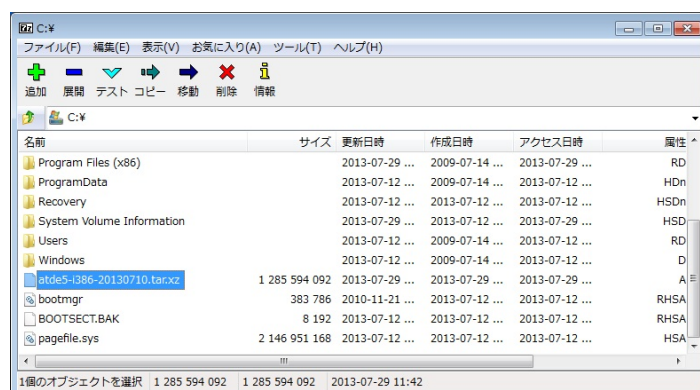 C:¥
ファイル(F) 編集(E) 表示(V) お気に入り(A) ツール(T) ヘルプ(H)
追加 展開 テスト コピー 移動 削除 情報
C:¥
名前 サイズ 更新日時 作成日時 アクセス日時 属性
Program Files (x86) 2013-07-29 ... 2009-07-14 ... 2013-07-29 ... RD
ProgramData 2013-07-12 ... 2009-07-14 ... 2013-07-12 ... HDn
Recovery 2013-07-12 ... 2013-07-12 ... 2013-07-12 ... HSDn
System Volume Information 2013-07-29 ... 2013-07-12 ... 2013-07-29 ... HSD
Users 2013-07-12 ... 2009-07-14 ... 2013-07-12 ... RD
Windows 2013-07-12 ... 2009-07-14 ... 2013-07-12 ... D
atde5-i386-20130710.tar.xz 1 285 594 092 2013-07-29 ... 2013-07-29 ... 2013-07-29 ... A
bootmgr 383 786 2010-11-21 ... 2013-07-12 ... 2013-07-12 ... RHSA
BOOTSECT.BAK 8 192 2013-07-12 ... 2013-07-12 ... 2013-07-12 ... RHSA
pagefile.sys 2 146 951 168 2013-07-12 ... 2013-07-12 ... 2013-07-12 ... HSA
1個のオブジェクトを選択 1 285 594 092 1 285 594 092 2013-07-29 11:42